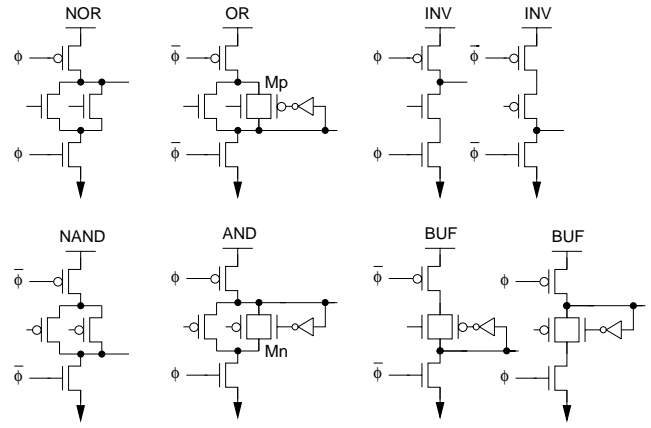 NOR OR INV INV
ϕ ϕ̅ ϕ ϕ̅
Mp
ϕ ϕ̅ ϕ ϕ̅
NAND AND BUF BUF
ϕ̅ ϕ ϕ̅ ϕ
Mn
ϕ̅ ϕ ϕ̅ ϕ